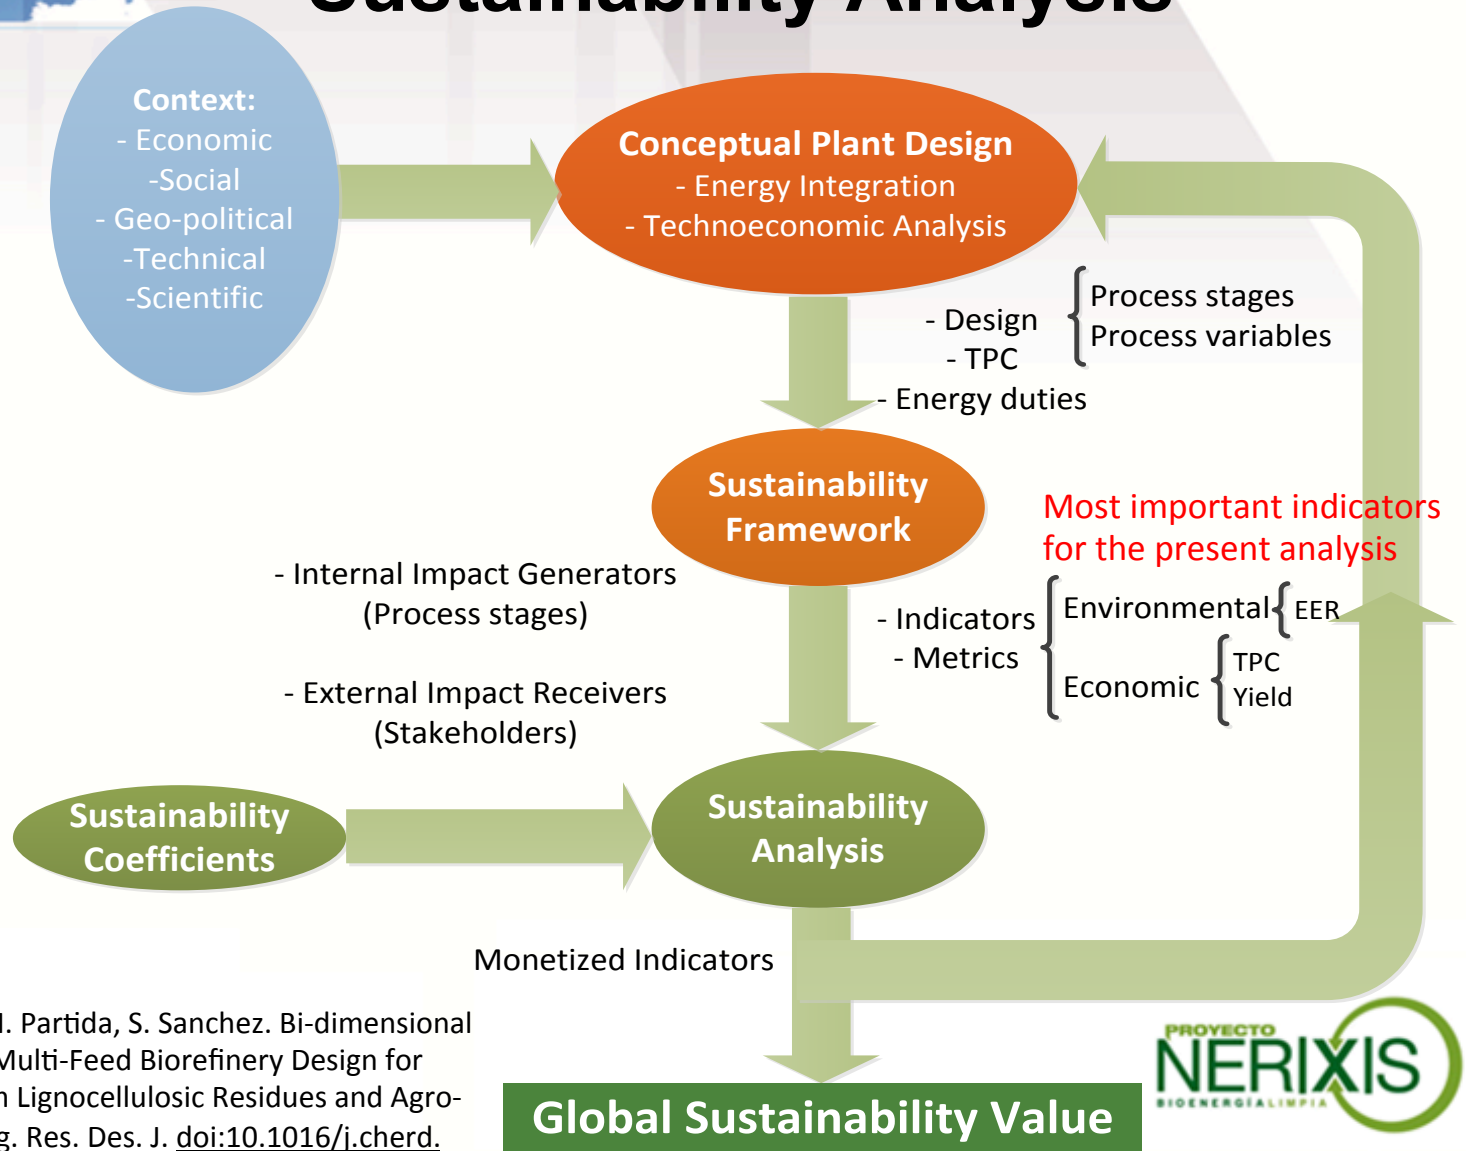 Sustainability Analysis
Context:
- Economic
-Social
- Geo-political
-Technical
-Scientific
Conceptual Plant Design
- Energy Integration
- Technoeconomic Analysis
- Design
- TPC
- Energy duties
Process stages
Process variables
Sustainability
Framework
Most important indicators
for the present analysis
- Internal Impact Generators
(Process stages)
- External Impact Receivers
(Stakeholders)
- Indicators
- Metrics
Environmental
EER
Economic
TPC
Yield
Sustainability
Coefficients
Sustainability
Analysis
Monetized Indicators
Global Sustainability Value
. Partida, S. Sanchez. Bi-dimensional
Multi-Feed Biorefinery Design for
Lignocellulosic Residues and Agro-
. Res. Des. J. doi:10.1016/j.cherd.
PROYECTO
NERIXIS
BIOENERGÍALIMPIA